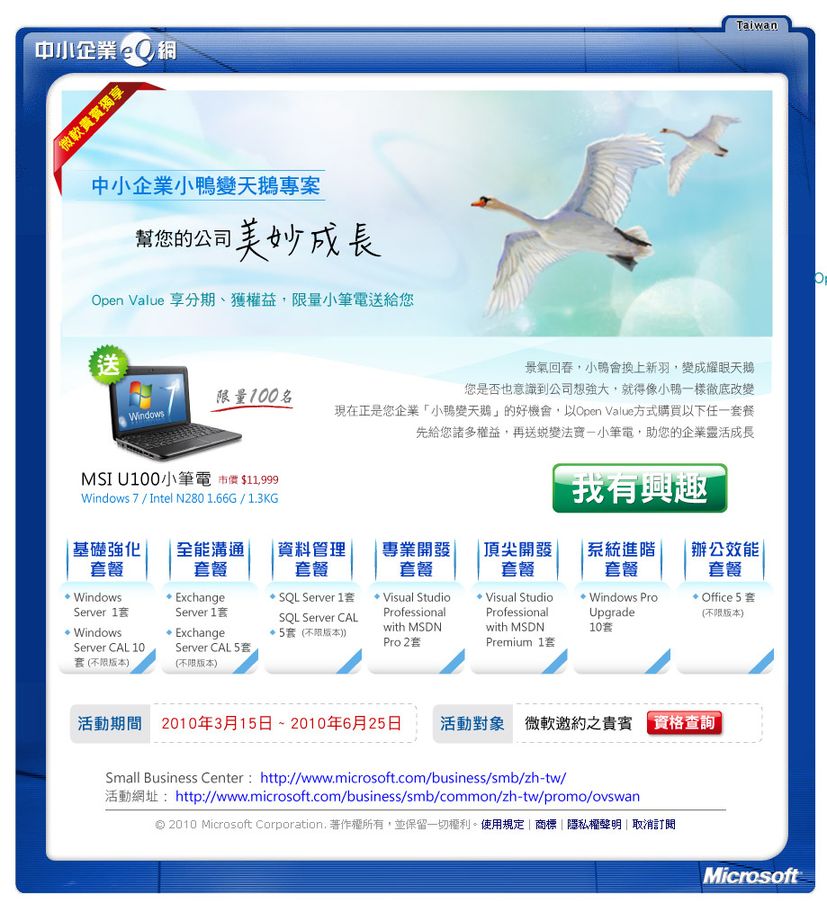 Taiwan
中小企業eQ網
微軟貴賓獨享
中小企業小鴨變天鵝專案
幫您的公司美妙成長
Open Value 享分期、獲權益，限量小筆電送給您
送
Windows 7
限量100名
景氣回春，小鴨會換上新羽，變成耀眼天鵝
您是否也意識到公司想強大，就得像小鴨一樣徹底改變
現在正是您企業「小鴨變天鵝」的好機會，以Open Value方式購買以下任一套餐
先給您諸多權益，再送蛻變法寶－小筆電，助您的企業靈活成長
MSI U100小筆電 市價 $11,999
Windows 7 / Intel N280 1.66G / 1.3KG
我有興趣
基礎強化
套餐
Windows
Server 1套
Windows
Server CAL 10
套 (不限版本)
全能溝通
套餐
Exchange
Server 1套
Exchange
Server CAL 5套
(不限版本)
資料管理
套餐
SQL Server 1套
SQL Server CAL
5套 (不限版本))
專業開發
套餐
Visual Studio
Professional
with MSDN
Pro 2套
頂尖開發
套餐
Visual Studio
Professional
with MSDN
Premium 1套
系統進階
套餐
Windows Pro
Upgrade
10套
辦公效能
套餐
Office 5 套
(不限版本)
活動期間 2010年3月15日 ~ 2010年6月25日
活動對象 微軟邀約之貴賓 資格查詢
Small Business Center： http://www.microsoft.com/business/smb/zh-tw/
活動網址： http://www.microsoft.com/business/smb/common/zh-tw/promo/ovswan
© 2010 Microsoft Corporation. 著作權所有，並保留一切權利。使用規定 | 商標 | 隱私權聲明 | 取消訂閱
Microsoft